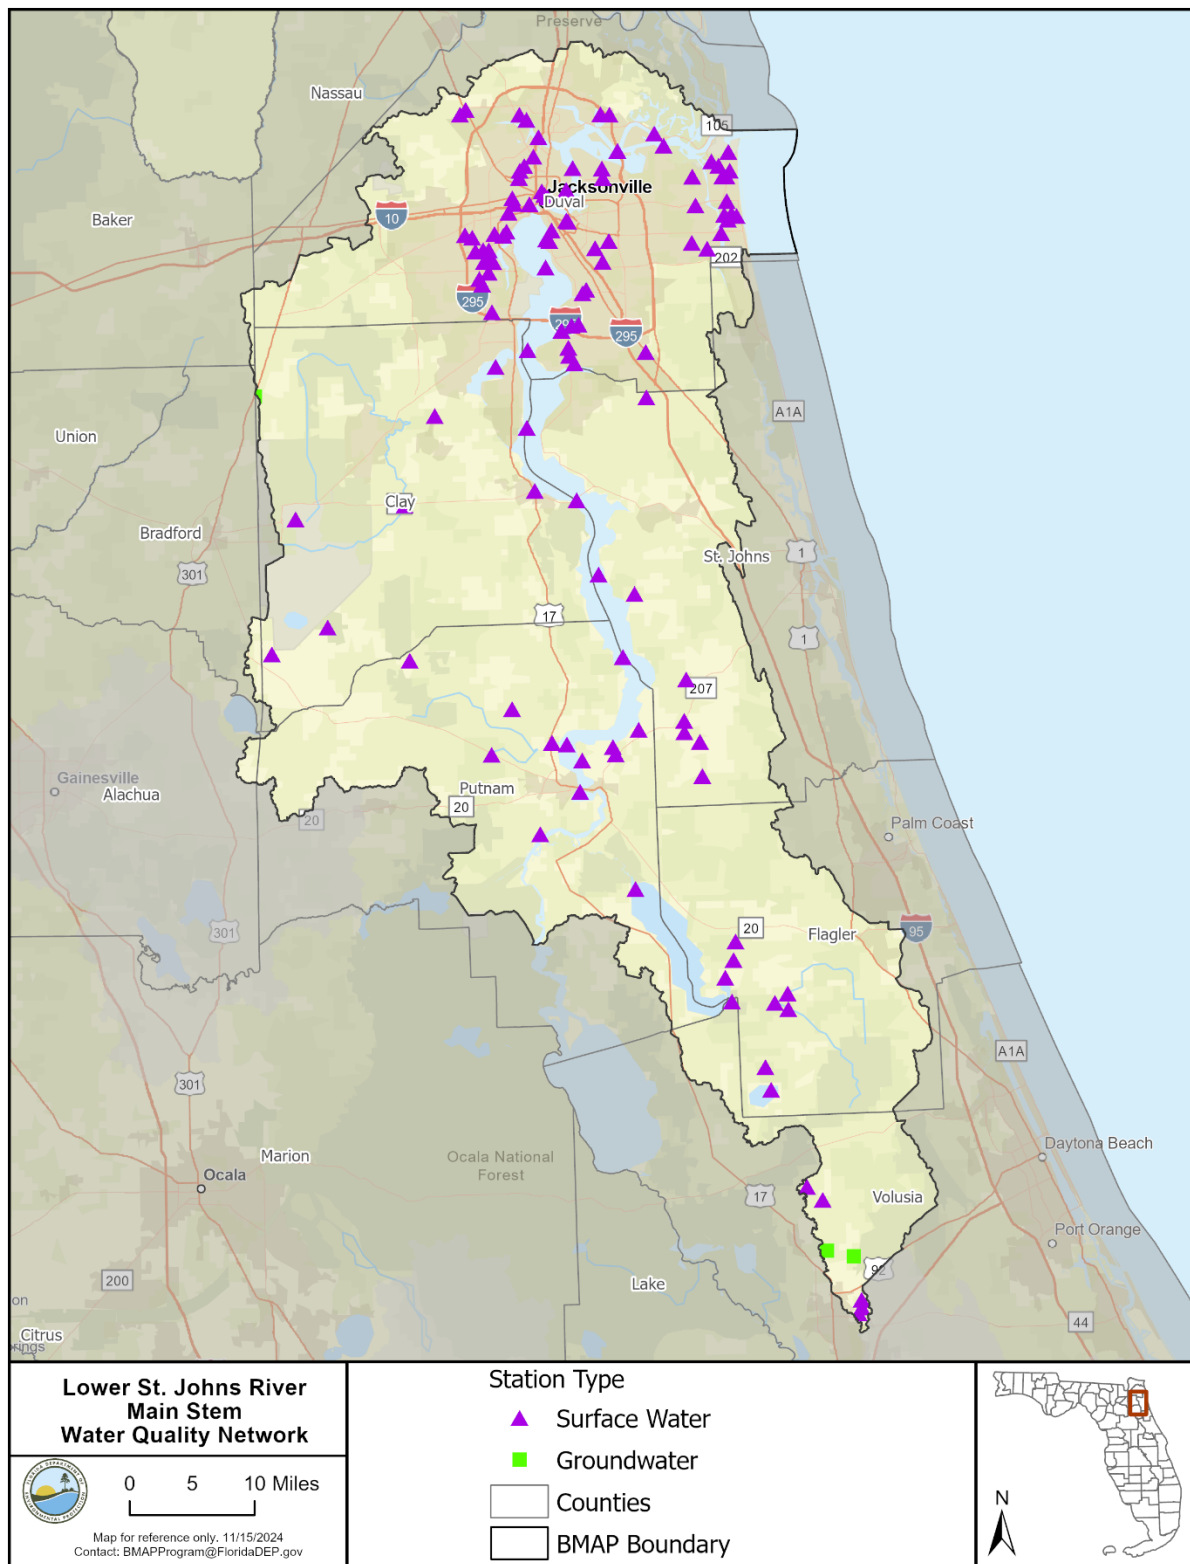 Preserve
Nassau
105
Jacksonville
Duval
Baker
10
202
295
295
A1A
Union
Clay
Bradford
St. Johns
1
301
17
1
207
Gainesville
Alachua
Putnam
20
20
Palm Coast
301
20
Flagler
95
A1A
301
Daytona Beach
Marion
Ocala National
Forest
Ocala
17
Volusia
Port Orange
92
200
Lake
44
on
Citrus
rings
Lower St. Johns River
Main Stem
Water Quality Network
0 5 10 Miles
Map for reference only. 11/15/2024
Contact: BMAPProgram@FloridaDEP.gov
Station Type
Surface Water
Groundwater
Counties
BMAP Boundary
N